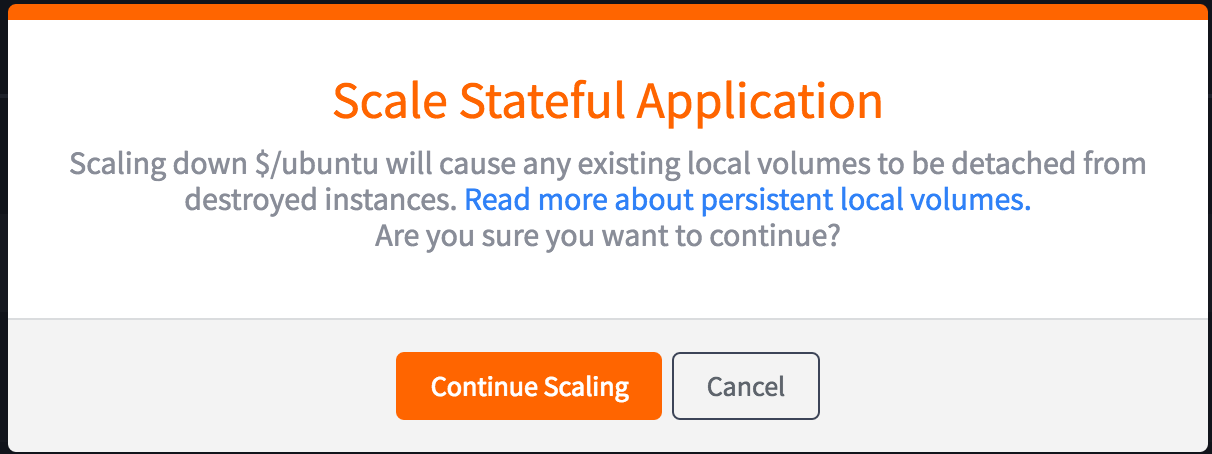 Scale Stateful Application
Scaling down $/ubuntu will cause any existing local volumes to be detached from
destroyed instances. Read more about persistent local volumes.
Are you sure you want to continue?
Continue Scaling
Cancel